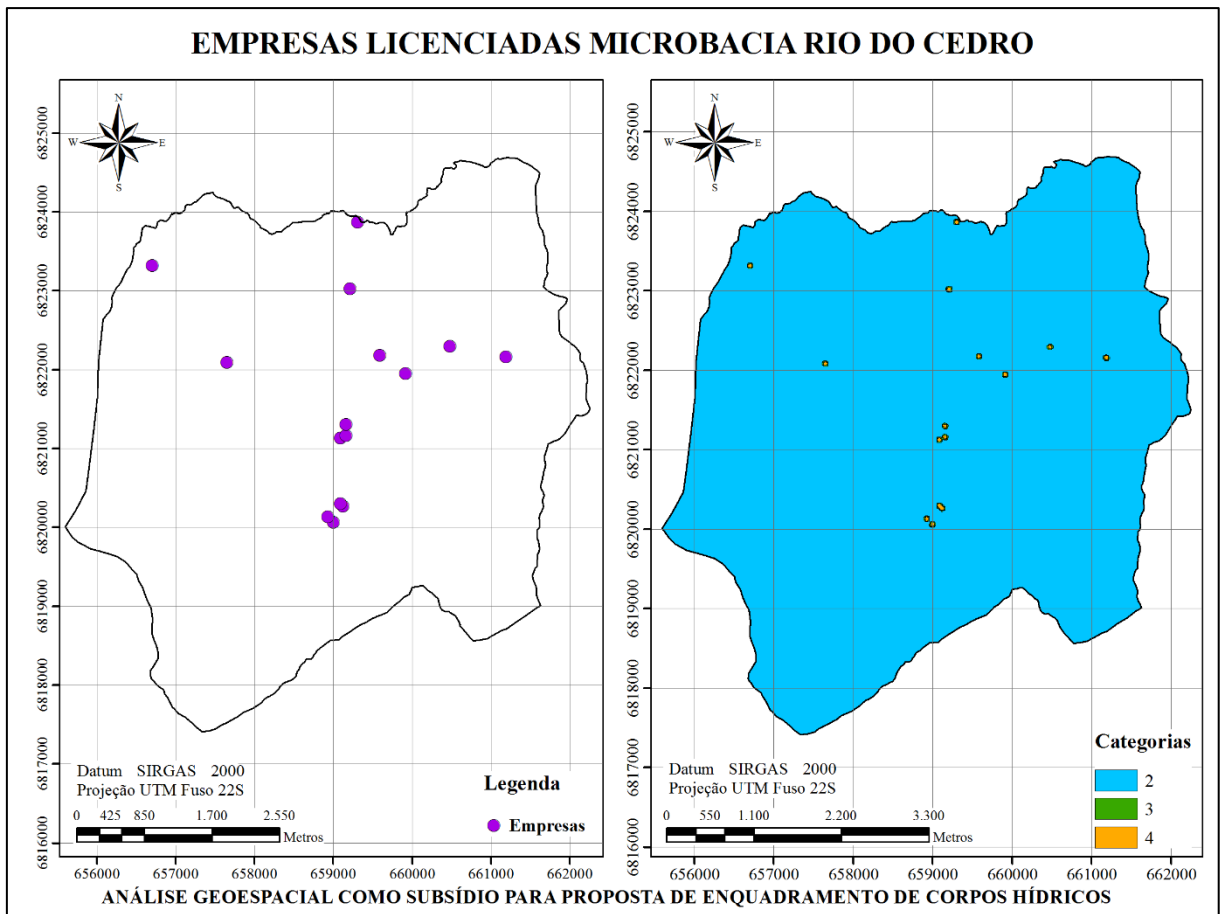 EMPRESAS LICENCIADAS MICROBACIA RIO DO CEDRO
N
W E
S
6825000
6824000
6823000
6822000
6821000
6820000
6819000
6818000
6817000
6816000
Datum SIRGAS 2000
Projeção UTM Fuso 22S
0 425 850 1.700 2.550
Metros
Legenda
Empresas
656000 657000 658000 659000 660000 661000 662000
N
W E
S
6825000
6824000
6823000
6822000
6821000
6820000
6819000
6818000
6817000
6816000
Datum SIRGAS 2000
Projeção UTM Fuso 22S
0 550 1.100 2.200 3.300
Metros
Categorias
2
3
4
656000 657000 658000 659000 660000 661000 662000
ANÁLISE GEOESPACIAL COMO SUBSÍDIO PARA PROPOSTA DE ENQUADRAMENTO DE CORPOS HÍDRICOS